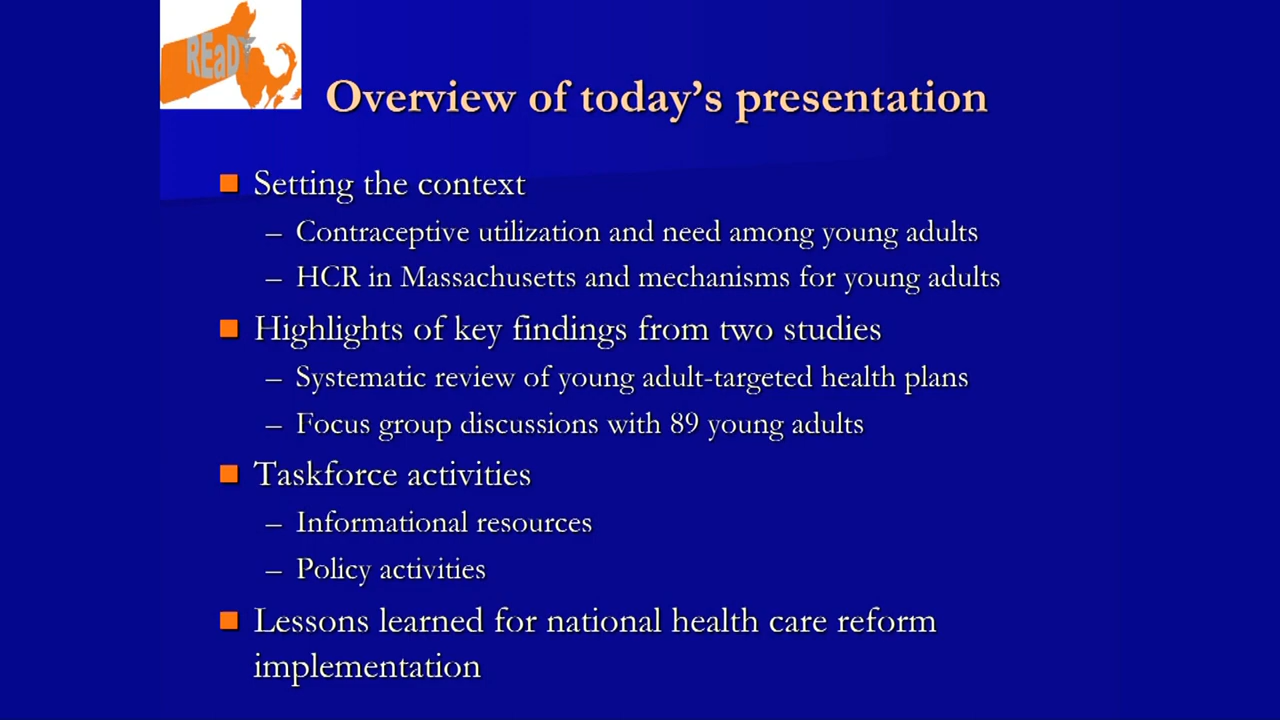 REaDY
Overview of today's presentation
Setting the context
– Contraceptive utilization and need among young adults
– HCR in Massachusetts and mechanisms for young adults
Highlights of key findings from two studies
– Systematic review of young adult-targeted health plans
– Focus group discussions with 89 young adults
Taskforce activities
– Informational resources
– Policy activities
Lessons learned for national health care reform
implementation